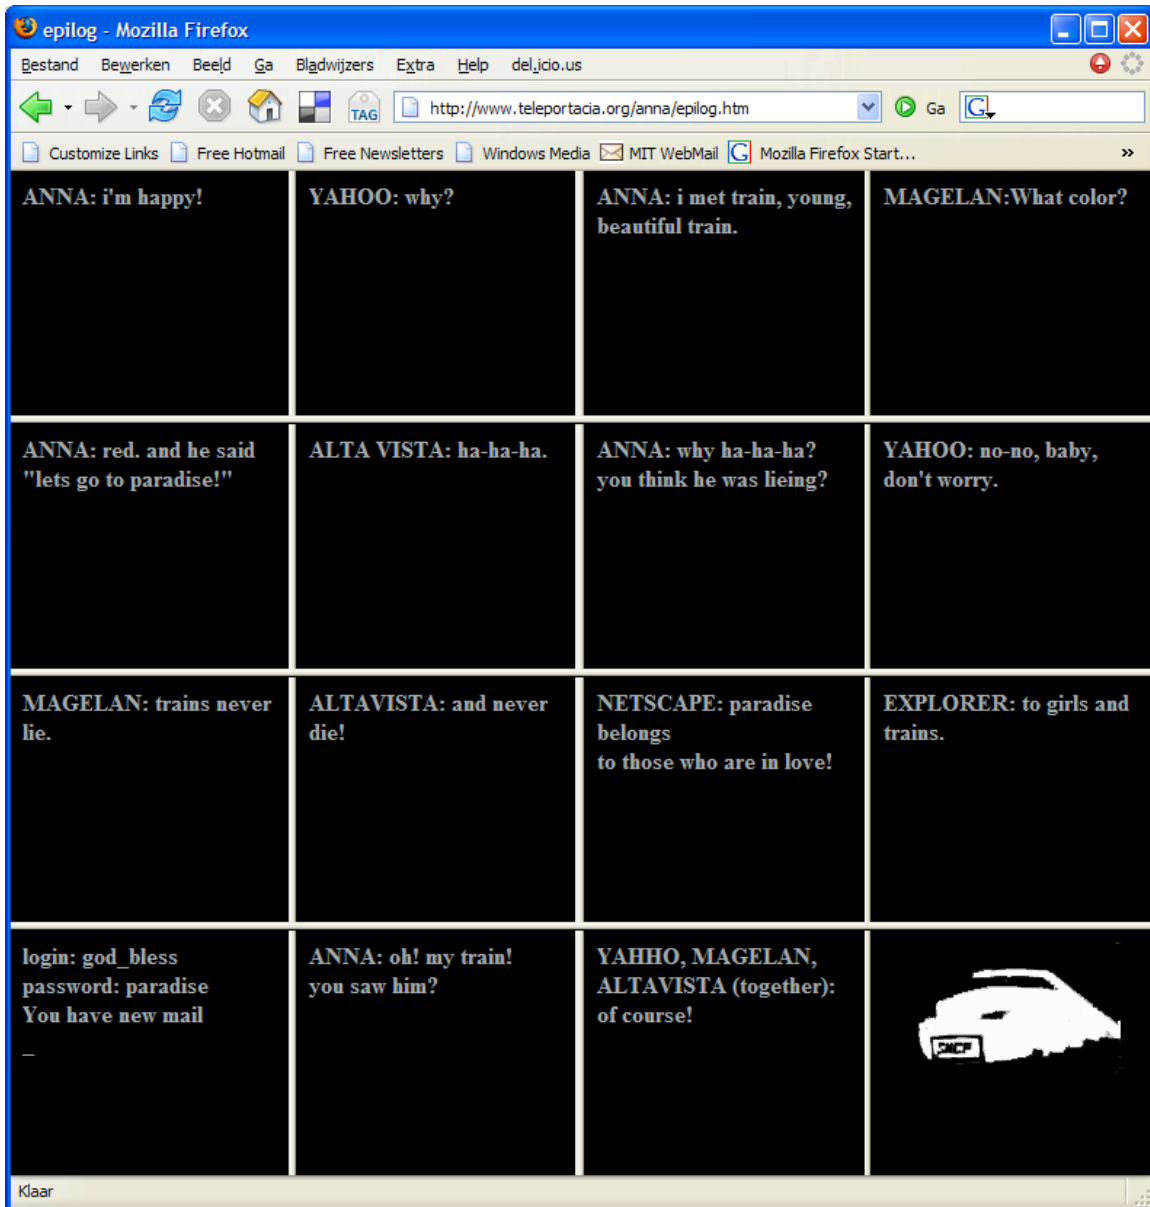 epilog - Mozilla Firefox
Bestand Bewerken Beeld Ga Bladwijzers Extra Help del.icio.us
TAG http://www.teleportacia.org/anna/epilog.htm Ga G
Customize Links Free Hotmail Free Newsletters Windows Media MIT WebMail G Mozilla Firefox Start... »
ANNA: i'm happy!
YAHOO: why?
ANNA: i met train, young,
beautiful train.
MAGELAN:What color?
ANNA: red. and he said
"lets go to paradise!"
ALTA VISTA: ha-ha-ha.
ANNA: why ha-ha-ha?
you think he was lieing?
YAHOO: no-no, baby,
don't worry.
MAGELAN: trains never
lie.
ALTAVISTA: and never
die!
NETSCAPE: paradise
belongs
to those who are in love!
EXPLORER: to girls and
trains.
login: god_bless
password: paradise
You have new mail
_
ANNA: oh! my train!
you saw him?
YAHHO, MAGELAN,
ALTAVISTA (together):
of course!
SNCF
Klaar